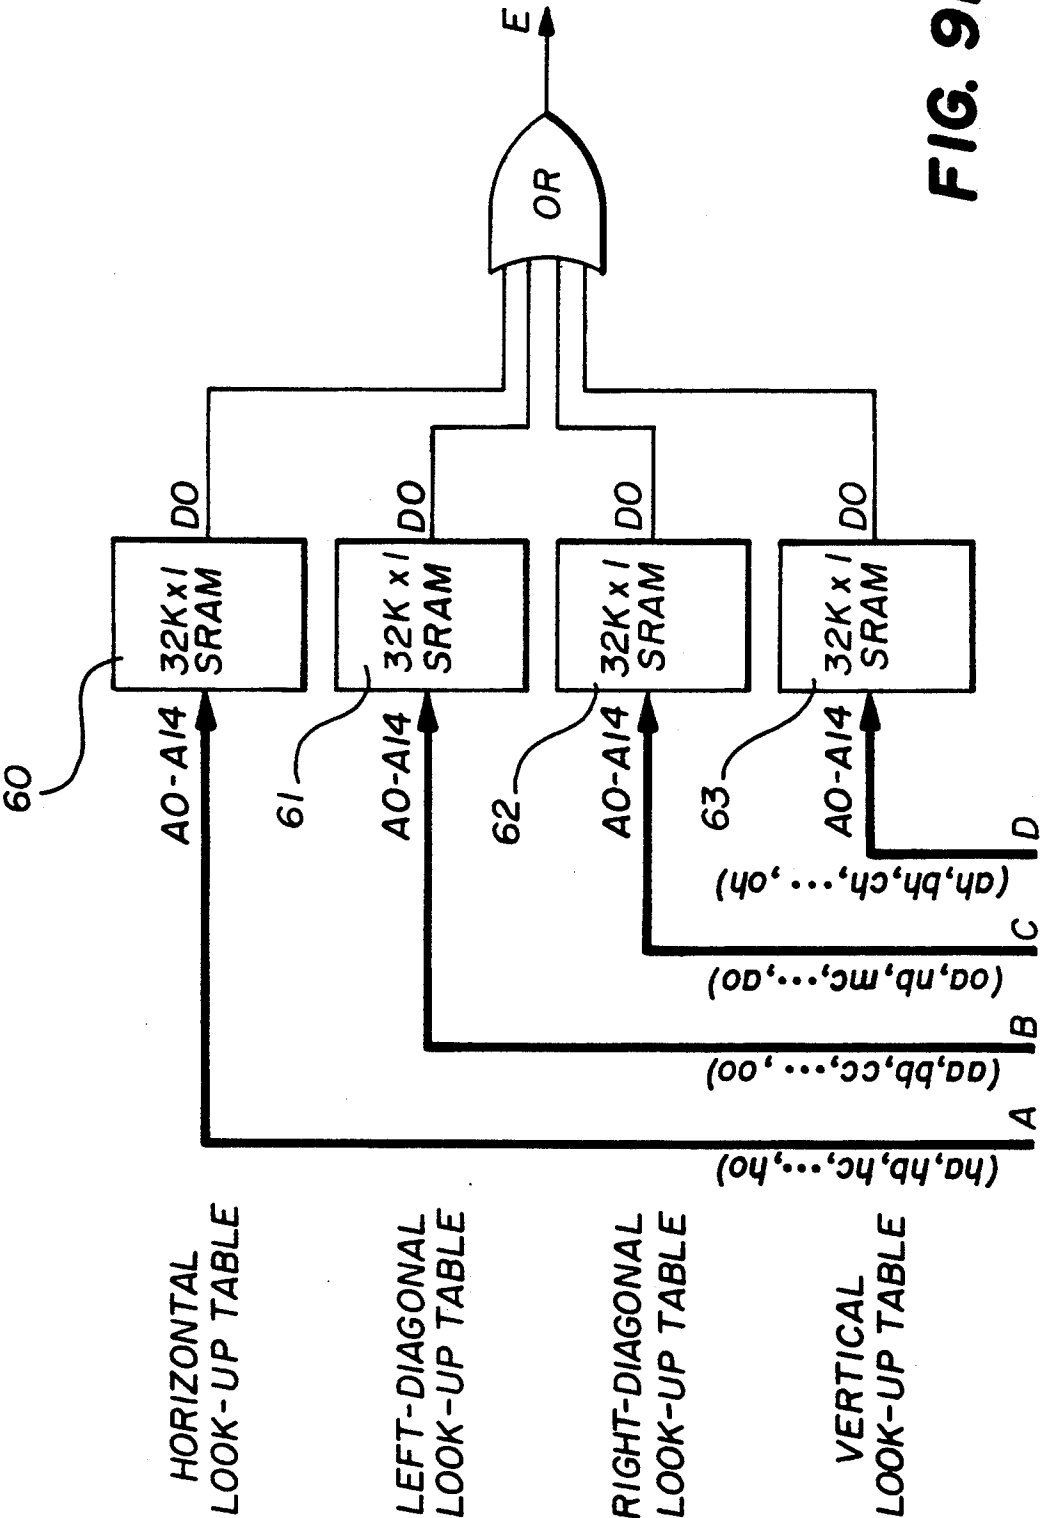 HORIZONTAL
LOOK-UP TABLE
(ha,hb,hc,•••,ho)
A
A0-A14
60
32K x 1
SRAM
DO
LEFT-DIAGONAL
LOOK-UP TABLE
(aa,bb,cc,•••,oo)
B
A0-A14
61
32K x 1
SRAM
DO
RIGHT-DIAGONAL
LOOK-UP TABLE
(oa,nb,mc,•••,ao)
C
A0-A14
62
32K x 1
SRAM
DO
VERTICAL
LOOK-UP TABLE
(ah,bh,ch,•••,oh)
D
A0-A14
63
32K x 1
SRAM
DO
OR
E
FIG.